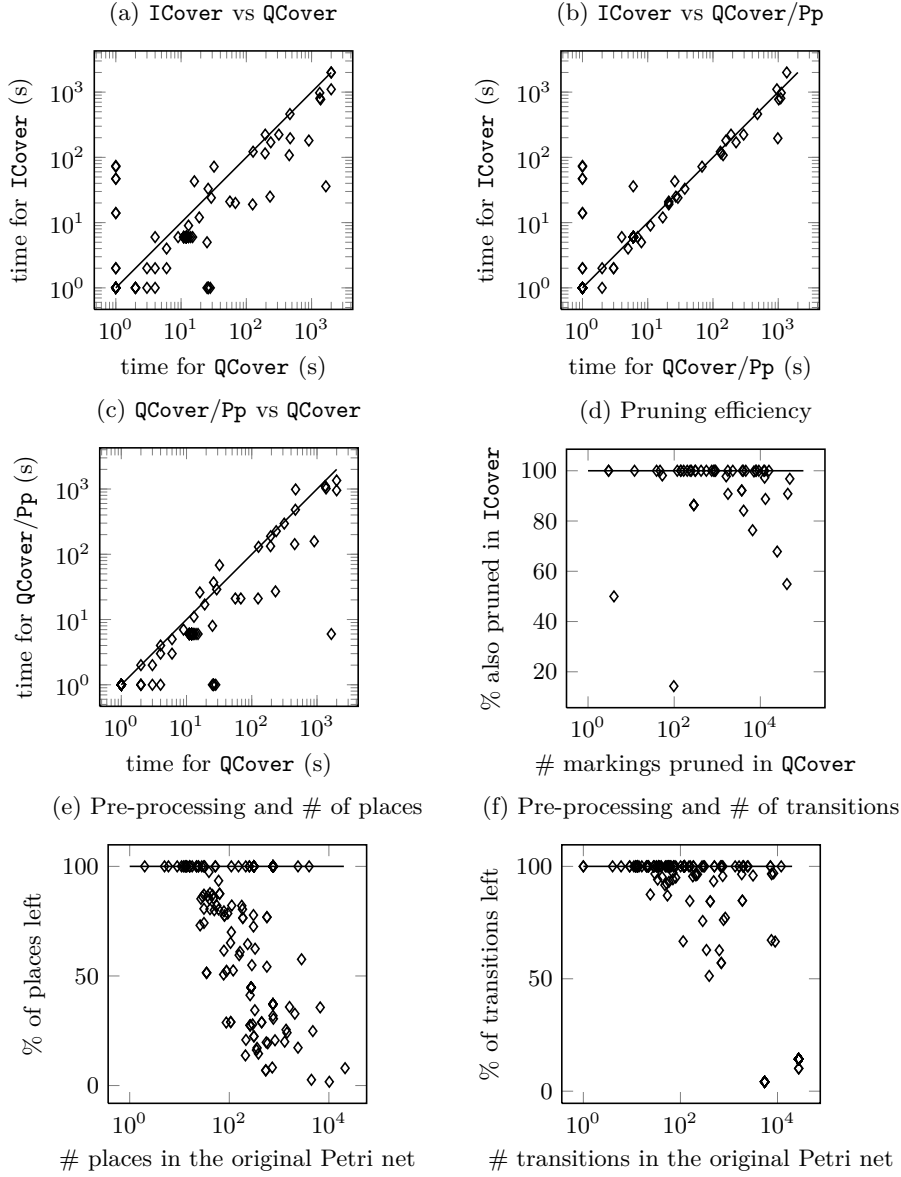 (a) ICover vs QCover
(b) ICover vs QCover/Pp
time for ICover (s)
10^3
10^2
10^1
10^0
10^0 10^1 10^2 10^3
time for QCover (s)
time for ICover (s)
10^3
10^2
10^1
10^0
10^0 10^1 10^2 10^3
time for QCover/Pp (s)
(c) QCover/Pp vs QCover
(d) Pruning efficiency
time for QCover/Pp (s)
10^3
10^2
10^1
10^0
10^0 10^1 10^2 10^3
time for QCover (s)
% also pruned in ICover
100
80
60
40
20
10^0 10^2 10^4
# markings pruned in QCover
(e) Pre-processing and # of places
(f) Pre-processing and # of transitions
% of places left
100
50
0
10^0 10^2 10^4
# places in the original Petri net
% of transitions left
100
50
0
10^0 10^2 10^4
# transitions in the original Petri net